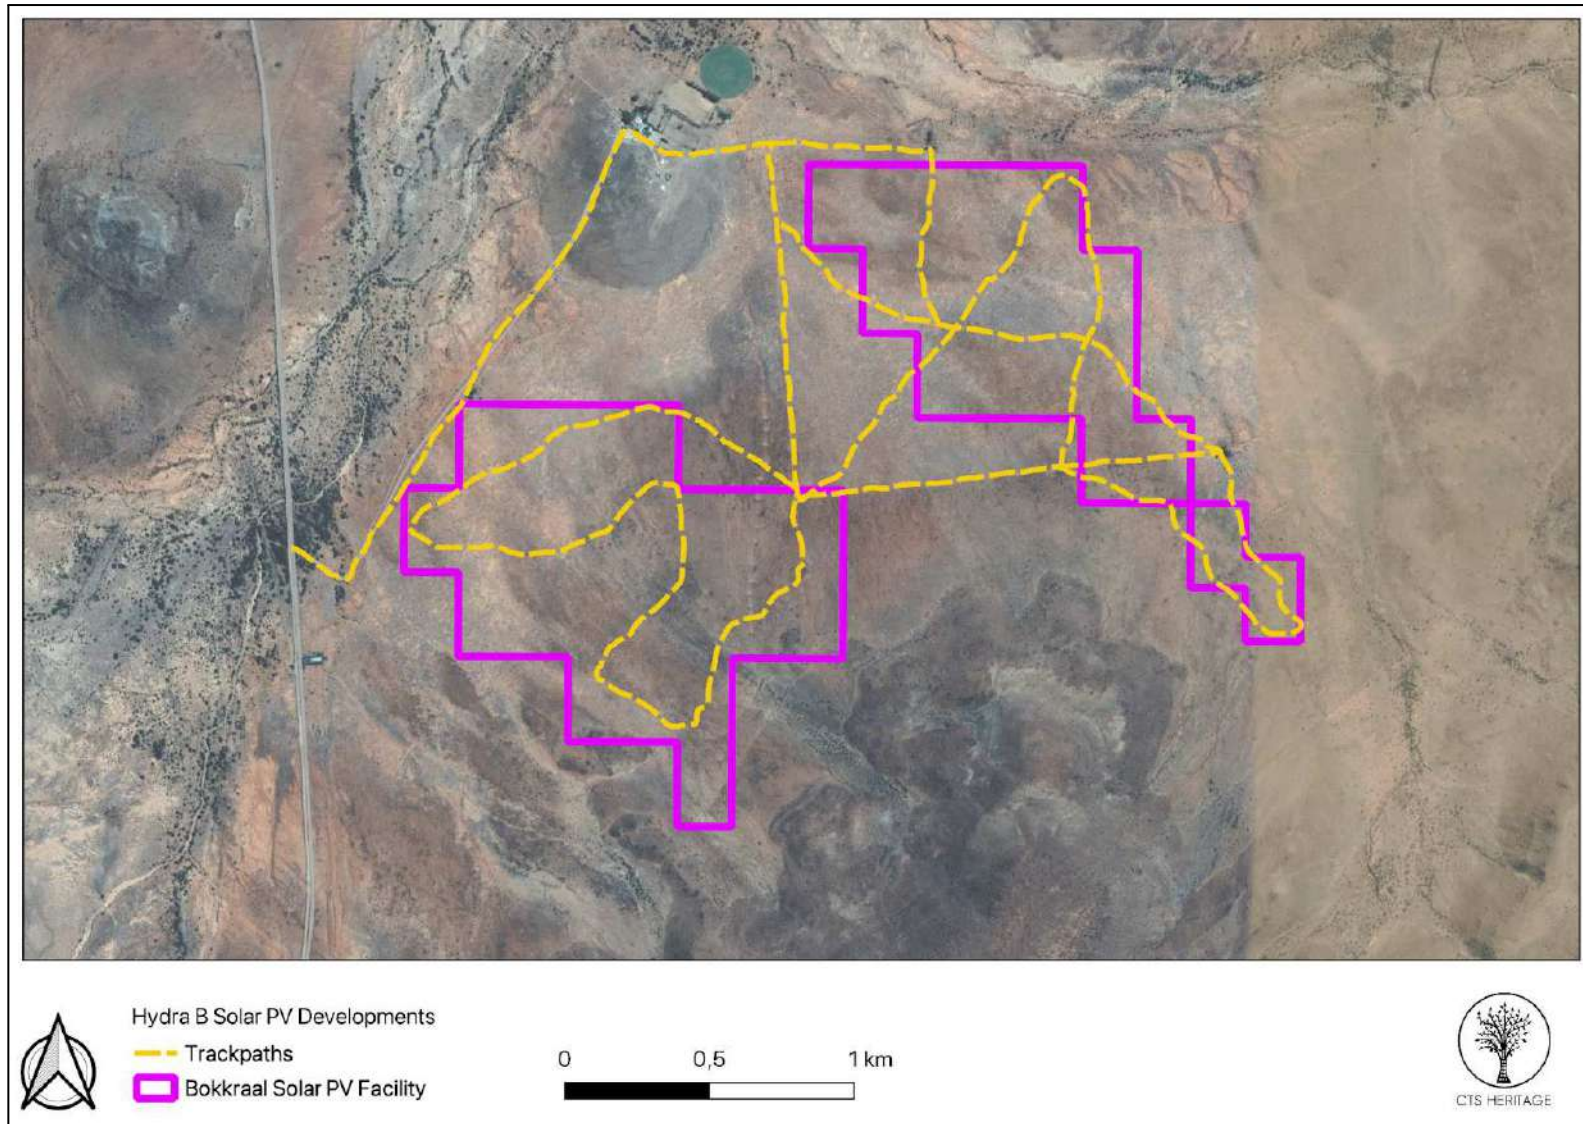 Hydra B Solar PV Developments
Trackpaths
Bokkraal Solar PV Facility
0 0,5 1 km
CTS HERITAGE